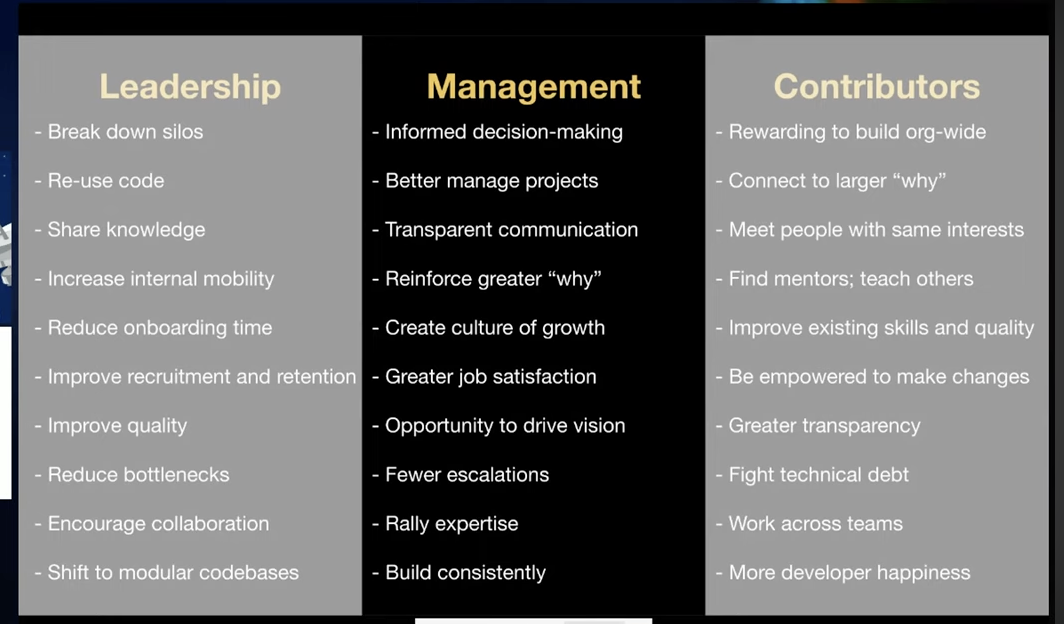 Leadership
- Break down silos
- Re-use code
- Share knowledge
- Increase internal mobility
- Reduce onboarding time
- Improve recruitment and retention
- Improve quality
- Reduce bottlenecks
- Encourage collaboration
- Shift to modular codebases
Management
- Informed decision-making
- Better manage projects
- Transparent communication
- Reinforce greater “why”
- Create culture of growth
- Greater job satisfaction
- Opportunity to drive vision
- Fewer escalations
- Rally expertise
- Build consistently
Contributors
- Rewarding to build org-wide
- Connect to larger “why”
- Meet people with same interests
- Find mentors; teach others
- Improve existing skills and quality
- Be empowered to make changes
- Greater transparency
- Fight technical debt
- Work across teams
- More developer happiness